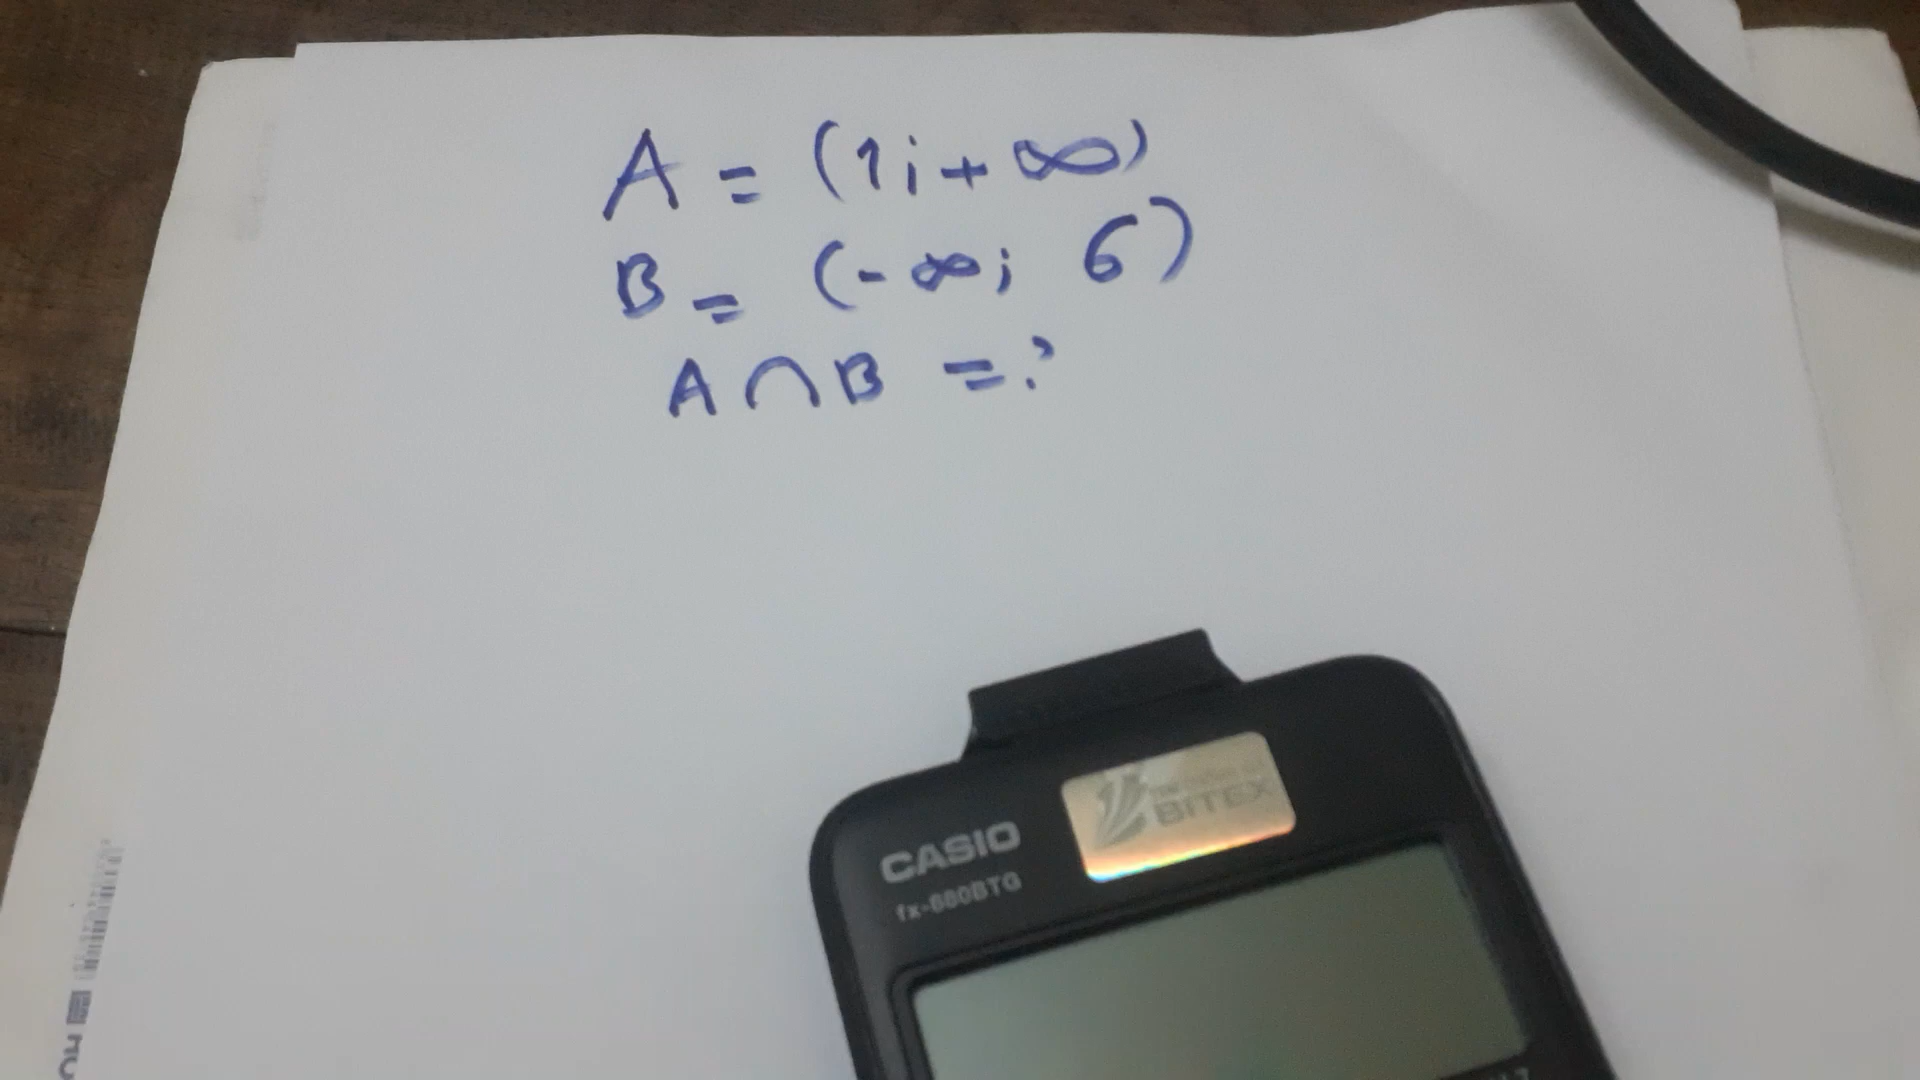 A = (1; + ∞)
B = (- ∞; 6)
A ∩ B = ?
BITEX
CASIO
fx-880BTG